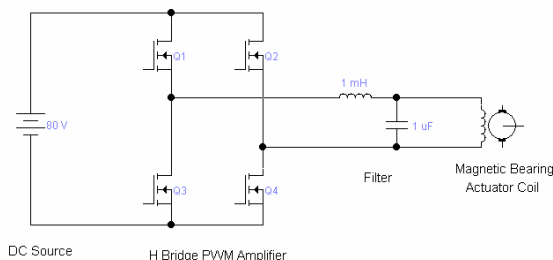 Q1
Q2
1 mH
80 V
1 uF
Q3
Q4
Filter
Magnetic Bearing
Actuator Coil
DC Source
H Bridge PWM Amplifier